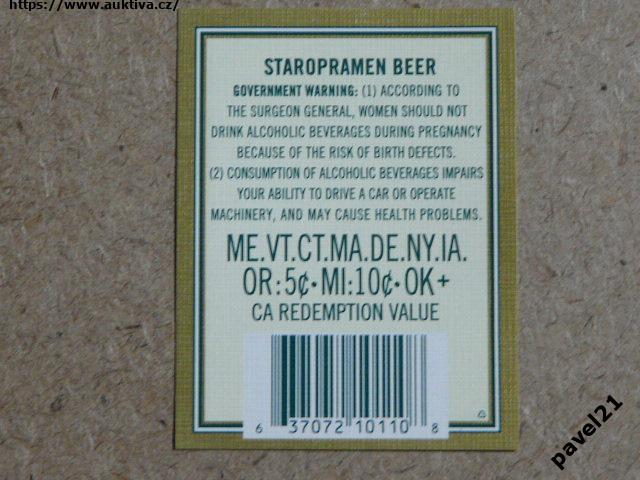 https://www.auktiva.cz/
STAROPRAMEN BEER
GOVERNMENT WARNING: (1) ACCORDING TO
THE SURGEON GENERAL, WOMEN SHOULD NOT
DRINK ALCOHOLIC BEVERAGES DURING PREGNANCY
BECAUSE OF THE RISK OF BIRTH DEFECTS.
(2) CONSUMPTION OF ALCOHOLIC BEVERAGES IMPAIRS
YOUR ABILITY TO DRIVE A CAR OR OPERATE
MACHINERY, AND MAY CAUSE HEALTH PROBLEMS.
ME.VT.CT.MA.DE.NY.IA.
OR:5¢·MI:10¢·OK+
CA REDEMPTION VALUE
6 37072 10110 8
pavel21